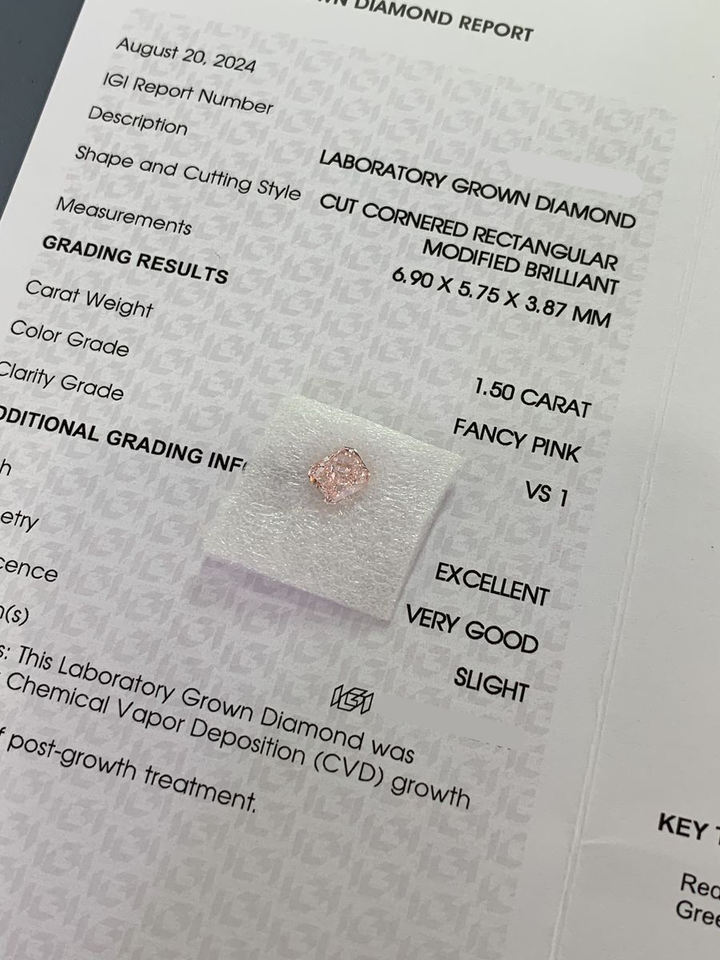 DIAMOND REPORT
August 20, 2024
IGI Report Number
Description LABORATORY GROWN DIAMOND
Shape and Cutting Style CUT CORNERED RECTANGULAR
MODIFIED BRILLIANT
Measurements 6.90 X 5.75 X 3.87 MM
GRADING RESULTS
Carat Weight 1.50 CARAT
Color Grade FANCY PINK
Clarity Grade VS 1
ADDITIONAL GRADING INF
h EXCELLENT
etry VERY GOOD
cence SLIGHT
n(s) IGI
s: This Laboratory Grown Diamond was
Chemical Vapor Deposition (CVD) growth
f post-growth treatment.
KEY
Red
Gree